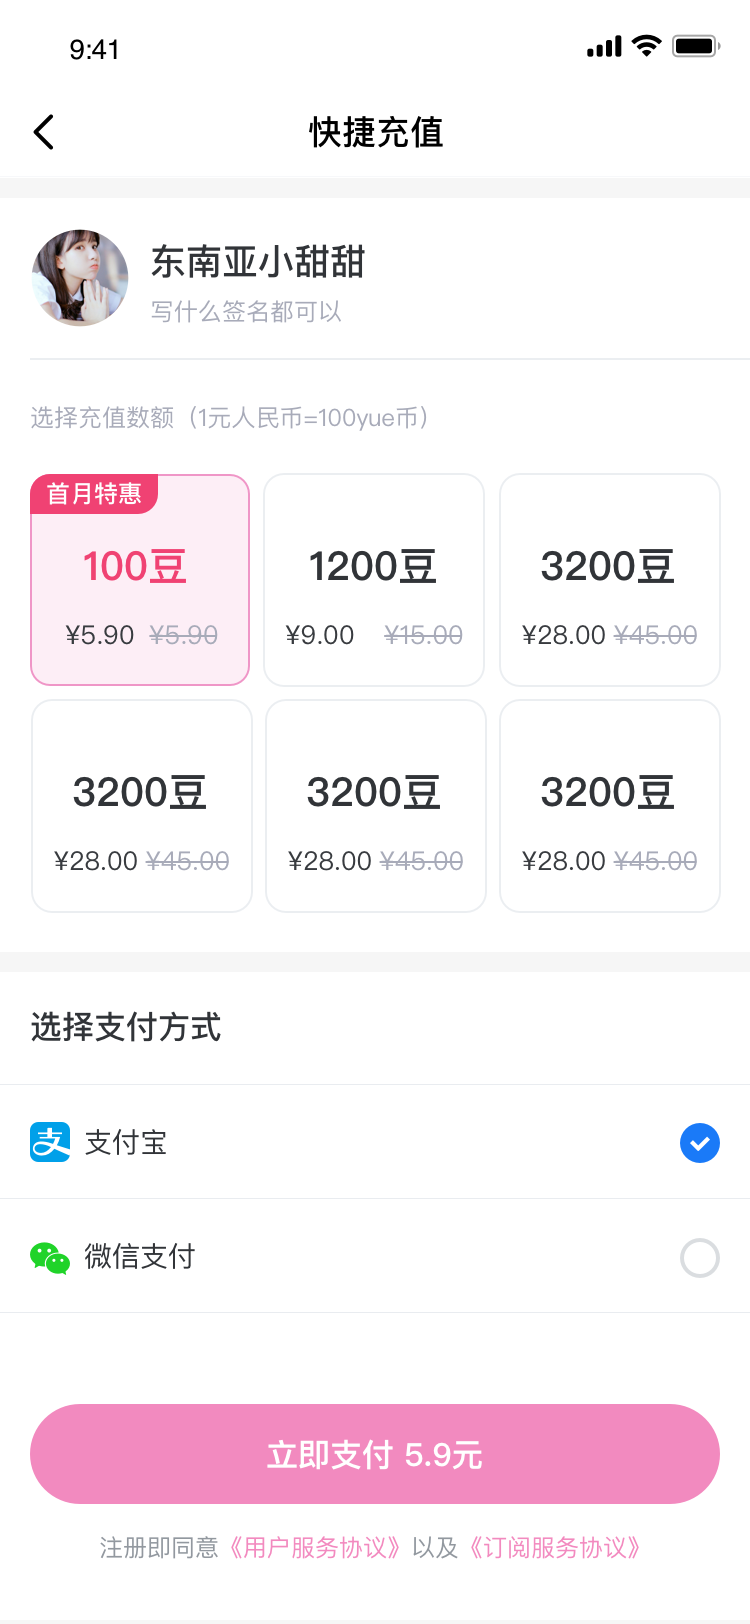 9:41
快捷充值
东南亚小甜甜
写什么签名都可以
选择充值数额（1元人民币=100yue币）
首月特惠
100豆
1200豆
3200豆
¥5.90 ¥5.90
¥9.00 ¥15.00
¥28.00 ¥45.00
3200豆
3200豆
3200豆
¥28.00 ¥45.00
¥28.00 ¥45.00
¥28.00 ¥45.00
选择支付方式
支 支付宝
微信支付
立即支付 5.9元
注册即同意《用户服务协议》以及《订阅服务协议》